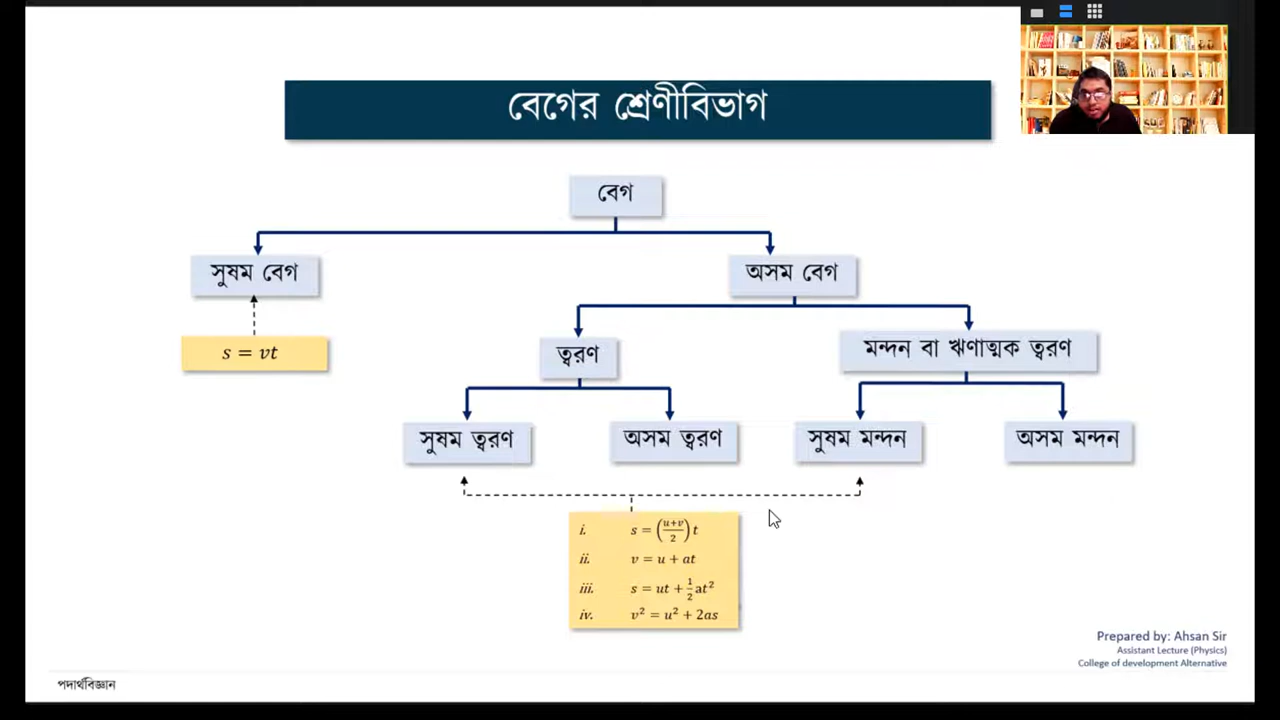 বেগের শ্রেণীবিভাগ
বেগ
সুষম বেগ
অসম বেগ
s = vt
ত্বরণ
মন্দন বা ঋণাত্মক ত্বরণ
সুষম ত্বরণ
অসম ত্বরণ
সুষম মন্দন
অসম মন্দন
i. s = (u+v/2) t
ii. v = u + at
iii. s = ut + 1/2 at²
iv. v² = u² + 2as
Prepared by: Ahsan Sir
Assistant Lecture (Physics)
College of development Alternative
পদার্থবিজ্ঞান